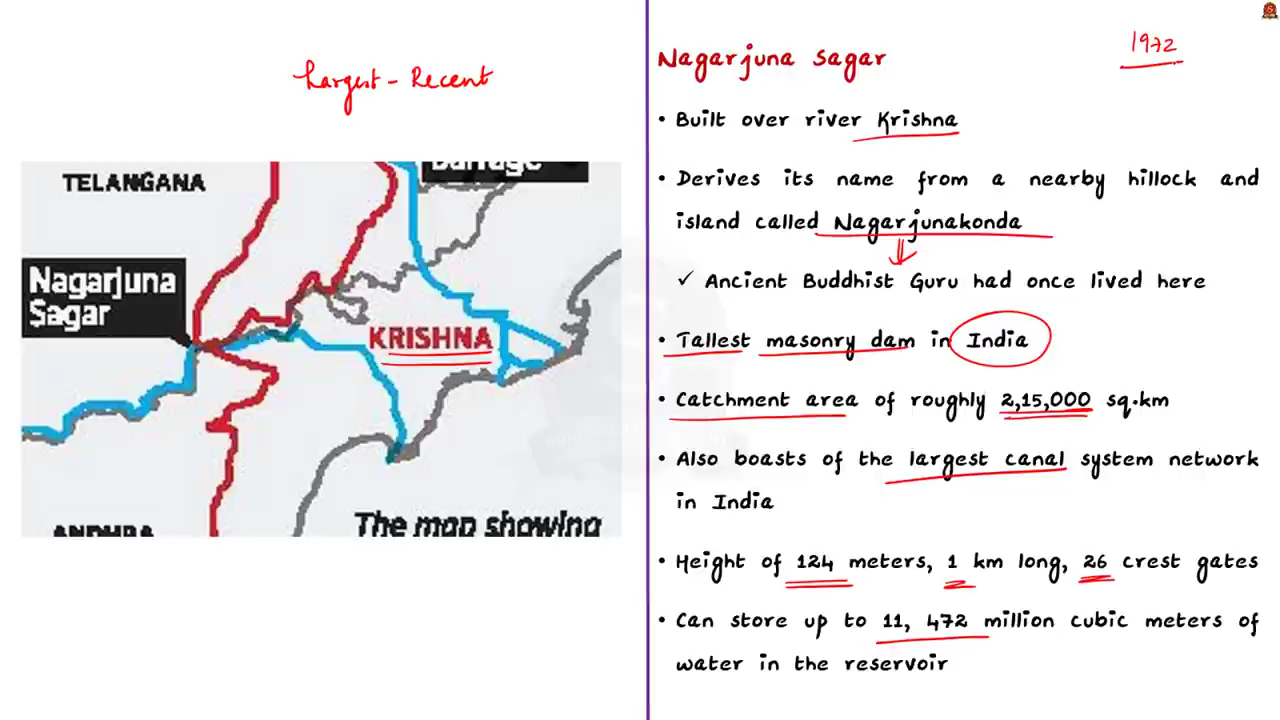 Largest - Recent
TELANGANA
Nagarjuna
Sagar
KRISHNA
The map showing
Nagarjuna Sagar
1972
• Built over river Krishna
• Derives its name from a nearby hillock and
island called Nagarjunakonda
✓ Ancient Buddhist Guru had once lived here
• Tallest masonry dam in India
• Catchment area of roughly 2,15,000 sq.km
• Also boasts of the largest canal system network
in India
• Height of 124 meters, 1 km long, 26 crest gates
• Can store up to 11, 472 million cubic meters of
water in the reservoir